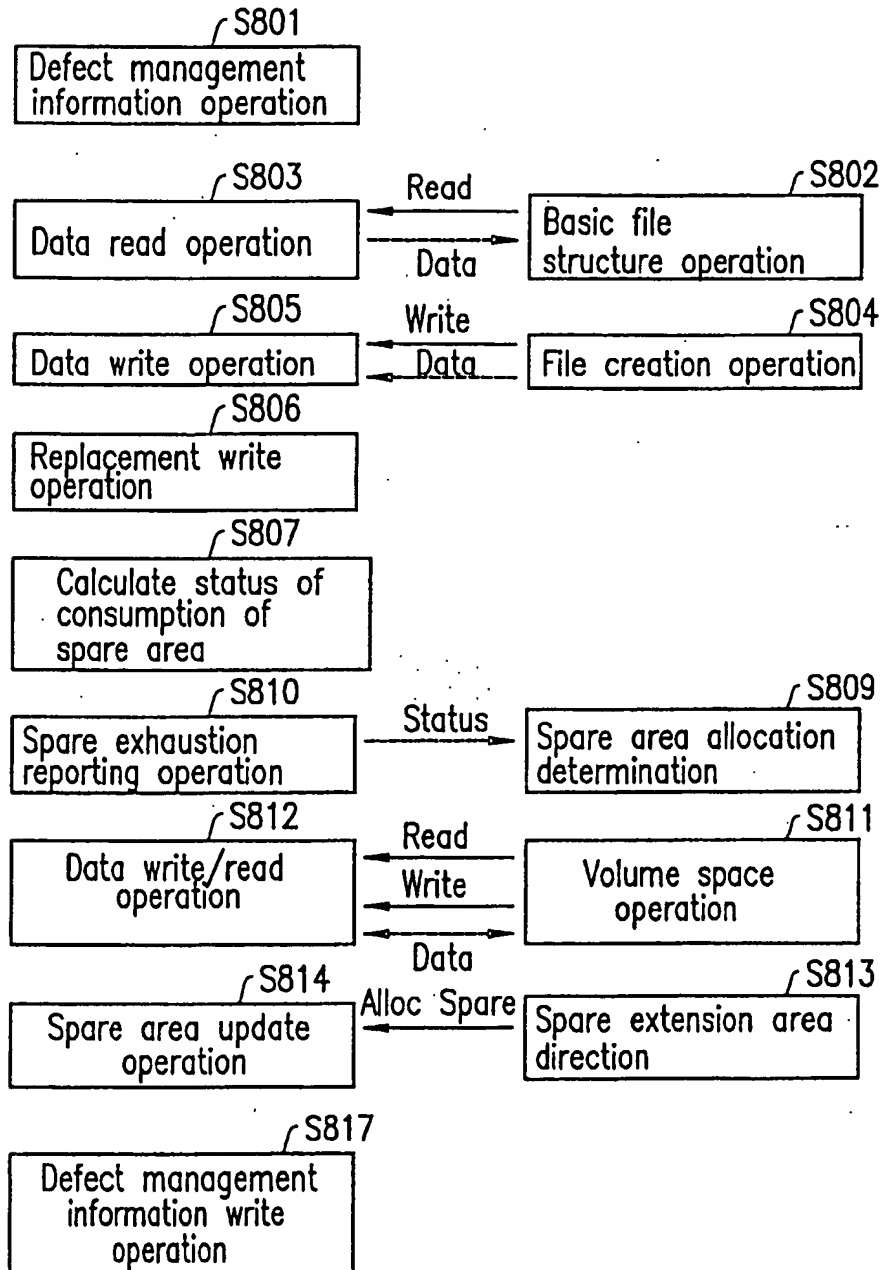 S801
Defect management
information operation
S803
Read
S802
Data read operation
Data
Basic file
structure operation
S805
Write
S804
Data write operation
Data
File creation operation
S806
Replacement write
operation
S807
Calculate status of
consumption of
spare area
S810
Status
S809
Spare exhaustion
reporting operation
Spare area allocation
determination
S812
Read
S811
Data write/read
operation
Write
Volume space
operation
Data
S814
Alloc Spare
S813
Spare area update
operation
Spare extension area
direction
S817
Defect management
information write
operation